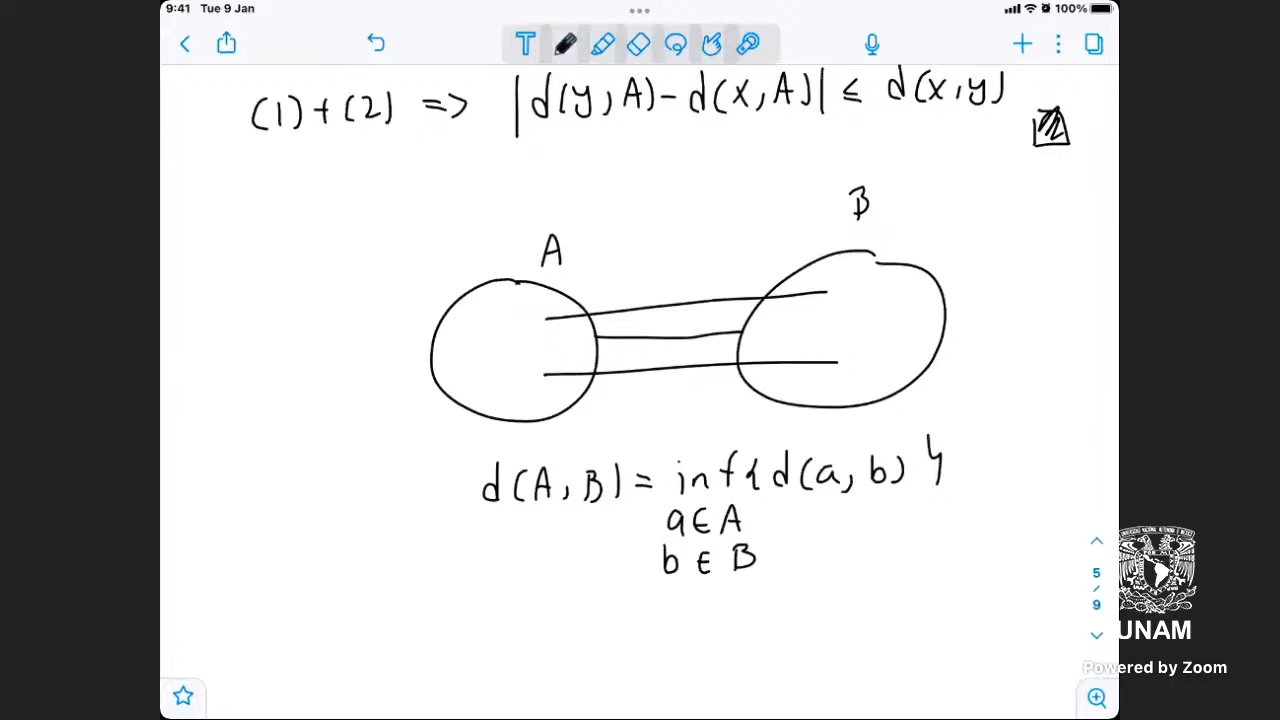 9:41 Tue 9 Jan 100%
T
(1)+(2) => |d(y,A)-d(x,A)| ≤ d(x,y)
B
A
d(A,B) = inf{d(a,b)}
a∈A
b∈B
5
9
UNAM
Powered by Zoom